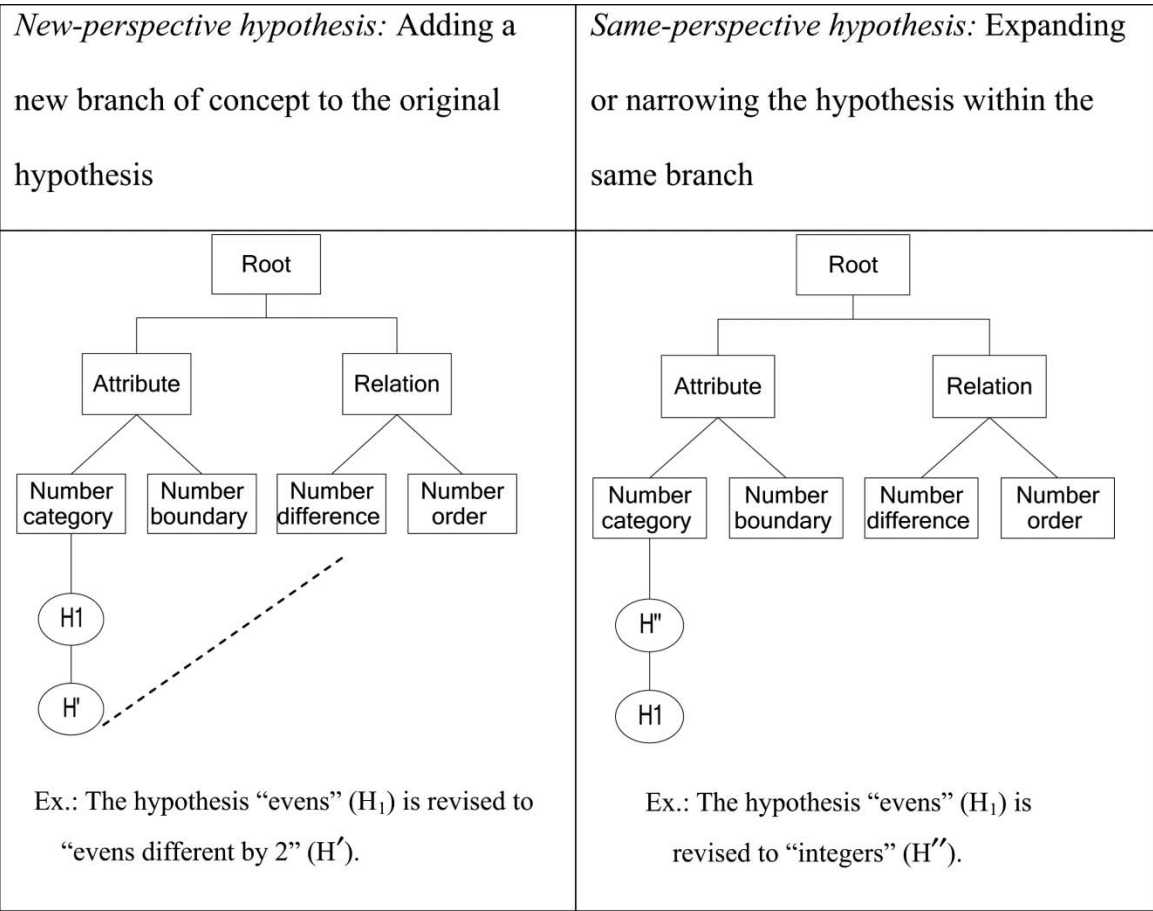 New-perspective hypothesis: Adding a
new branch of concept to the original
hypothesis
Same-perspective hypothesis: Expanding
or narrowing the hypothesis within the
same branch
Root
Attribute
Relation
Number
category
Number
boundary
Number
difference
Number
order
H1
H'
Ex.: The hypothesis “evens” (H₁) is revised to
“evens different by 2” (H′).
Root
Attribute
Relation
Number
category
Number
boundary
Number
difference
Number
order
H"
H1
Ex.: The hypothesis “evens” (H₁) is
revised to “integers” (H′′).